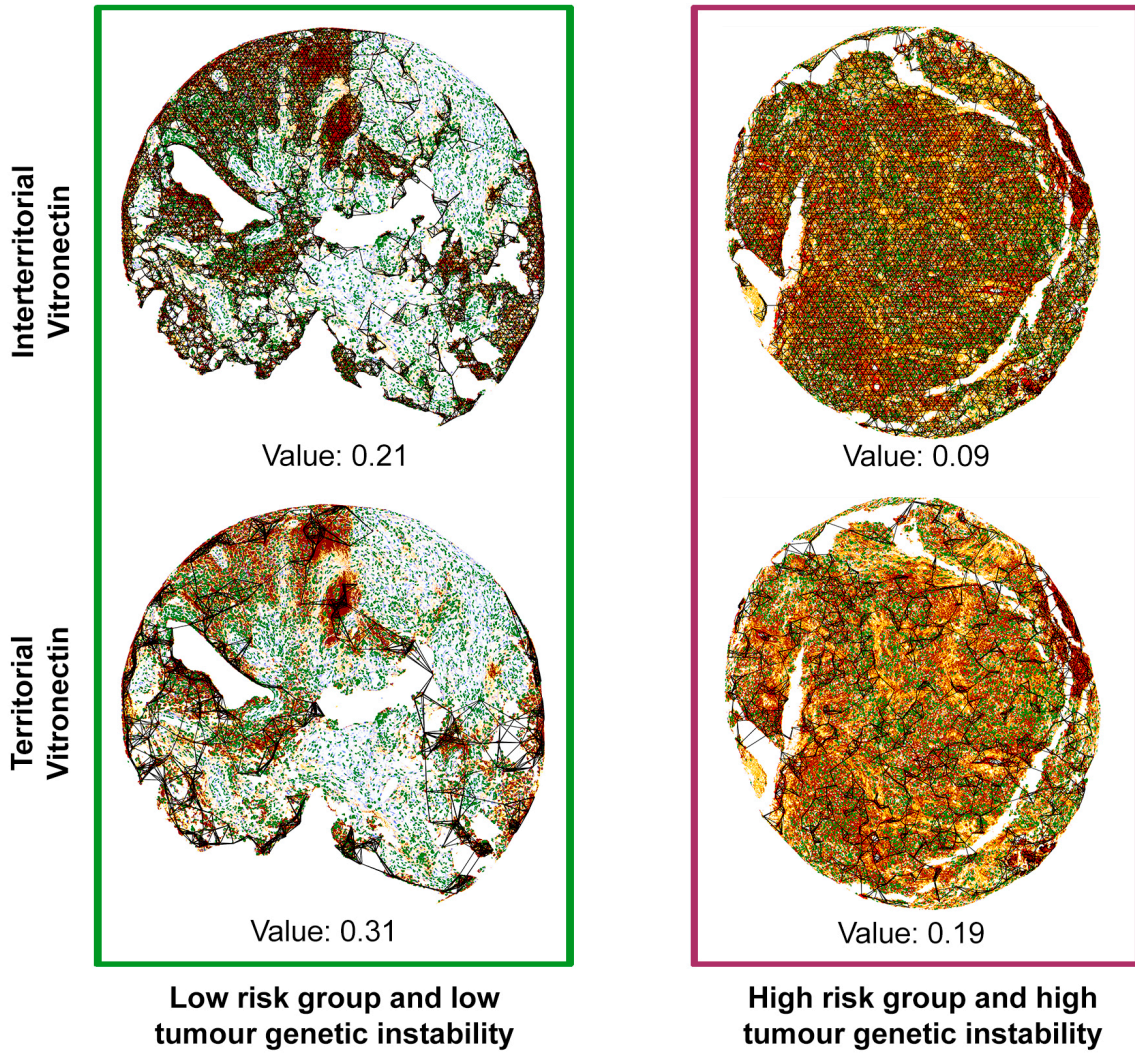 Interterritorial
Vitronectin
Value: 0.21
Value: 0.09
Territorial
Vitronectin
Value: 0.31
Value: 0.19
Low risk group and low
tumour genetic instability
High risk group and high
tumour genetic instability